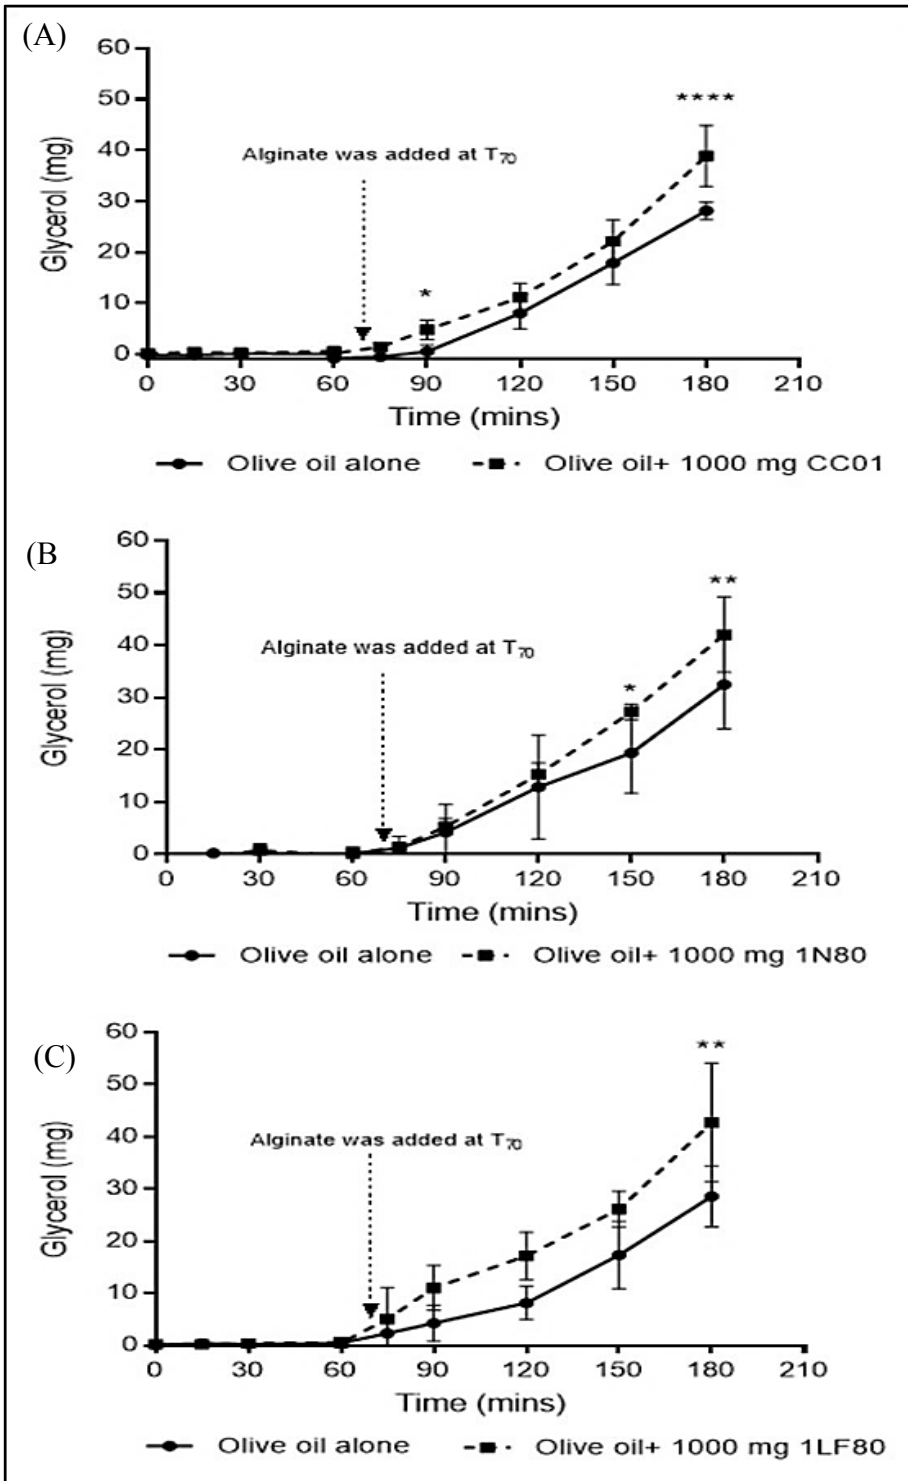 (A)
60
50
40
30
20
10
0
Glycerol (mg)
****
Alginate was added at T70
*
0 30 60 90 120 150 180 210
Time (mins)
Olive oil alone Olive oil+ 1000 mg CC01
(B
60
50
40
30
20
10
0
Glycerol (mg)
**
Alginate was added at T70
*
0 30 60 90 120 150 180 210
Time (mins)
Olive oil alone Olive oil+ 1000 mg 1N80
(C)
60
50
40
30
20
10
0
Glycerol (mg)
**
Alginate was added at T70
0 30 60 90 120 150 180 210
Time (mins)
Olive oil alone Olive oil+ 1000 mg 1LF80